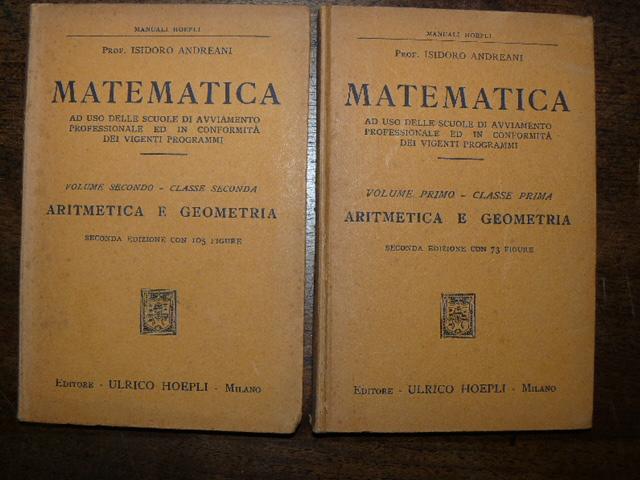 MANUALI HOEPLI
PROF. ISIDORO ANDREANI
MATEMATICA
AD USO DELLE SCUOLE DI AVVIAMENTO
PROFESSIONALE ED IN CONFORMITÀ
DEI VIGENTI PROGRAMMI
VOLUME SECONDO - CLASSE SECONDA
ARITMETICA E GEOMETRIA
SECONDA EDIZIONE CON 105 FIGURE
EDITORE - ULRICO HOEPLI - MILANO
MANUALI HOEPLI
PROF. ISIDORO ANDREANI
MATEMATICA
AD USO DELLE SCUOLE DI AVVIAMENTO
PROFESSIONALE ED IN CONFORMITÀ
DEI VIGENTI PROGRAMMI
VOLUME PRIMO - CLASSE PRIMA
ARITMETICA E GEOMETRIA
SECONDA EDIZIONE CON 73 FIGURE
EDITORE - ULRICO HOEPLI - MILANO